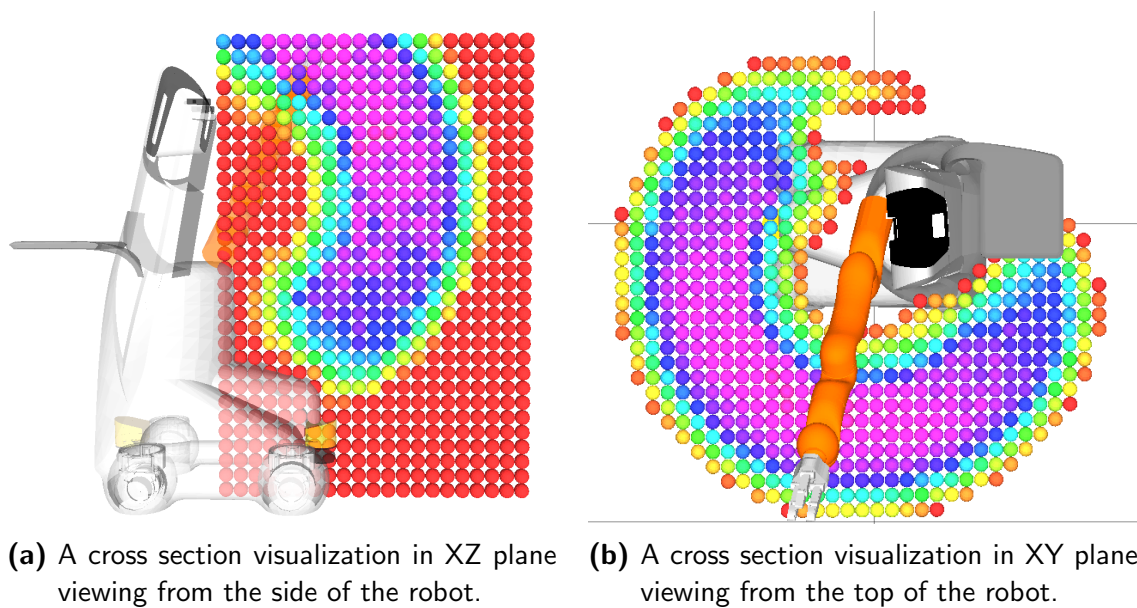 (a) A cross section visualization in XZ plane
viewing from the side of the robot.
(b) A cross section visualization in XY plane
viewing from the top of the robot.